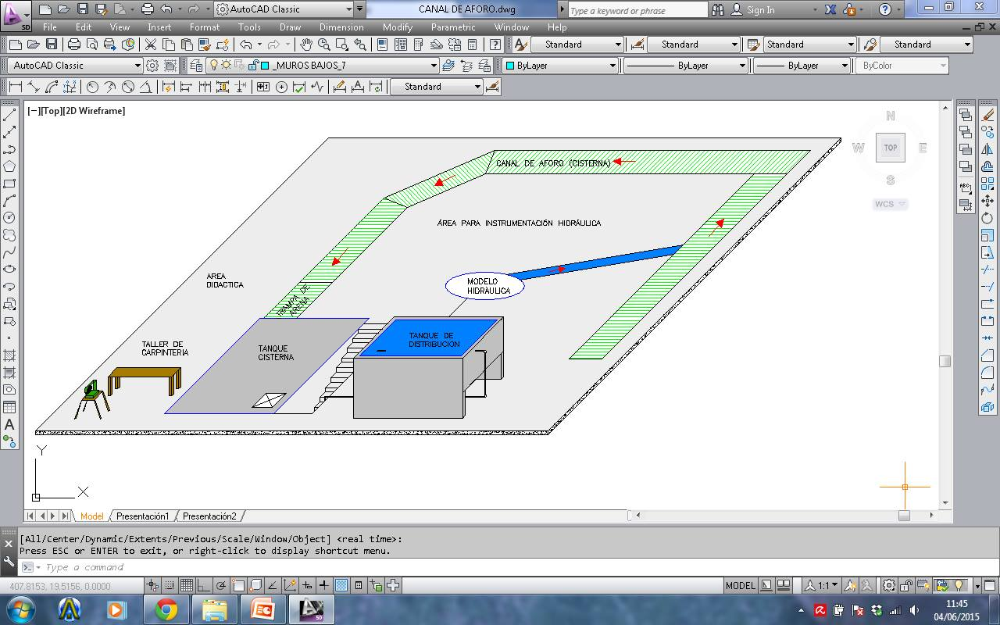 AutoCAD Classic
CANAL DE AFORO.dwg
Type a keyword or phrase
Sign In
SD
File Edit View Insert Format Tools Draw Dimension Modify Parametric Window Help
Standard Standard Standard Standard
AutoCAD Classic _MUROS BAJOS_7 ByLayer ByLayer ByLayer ByColor
Standard
[−][Top][2D Wireframe]
N
W TOP E
S
WCS
CANAL DE AFORO (CISTERNA)
ÁREA PARA INSTRUMENTACIÓN HIDRÁULICA
AREA
DIDACTICA
MODELO
HIDRÁULICA
TRAMPA DE
ARENA
TALLER DE
CARPINTERIA
TANQUE
CISTERNA
TANQUE DE
DISTRIBUCION
Y
X
Model Presentación1 Presentación2
[All/Center/Dynamic/Extents/Previous/Scale/Window/Object] <real time>:
Press ESC or ENTER to exit, or right-click to display shortcut menu.
Type a command
407.8153, 19.5156, 0.0000
MODEL 1:1
SD
11:45
04/06/2015